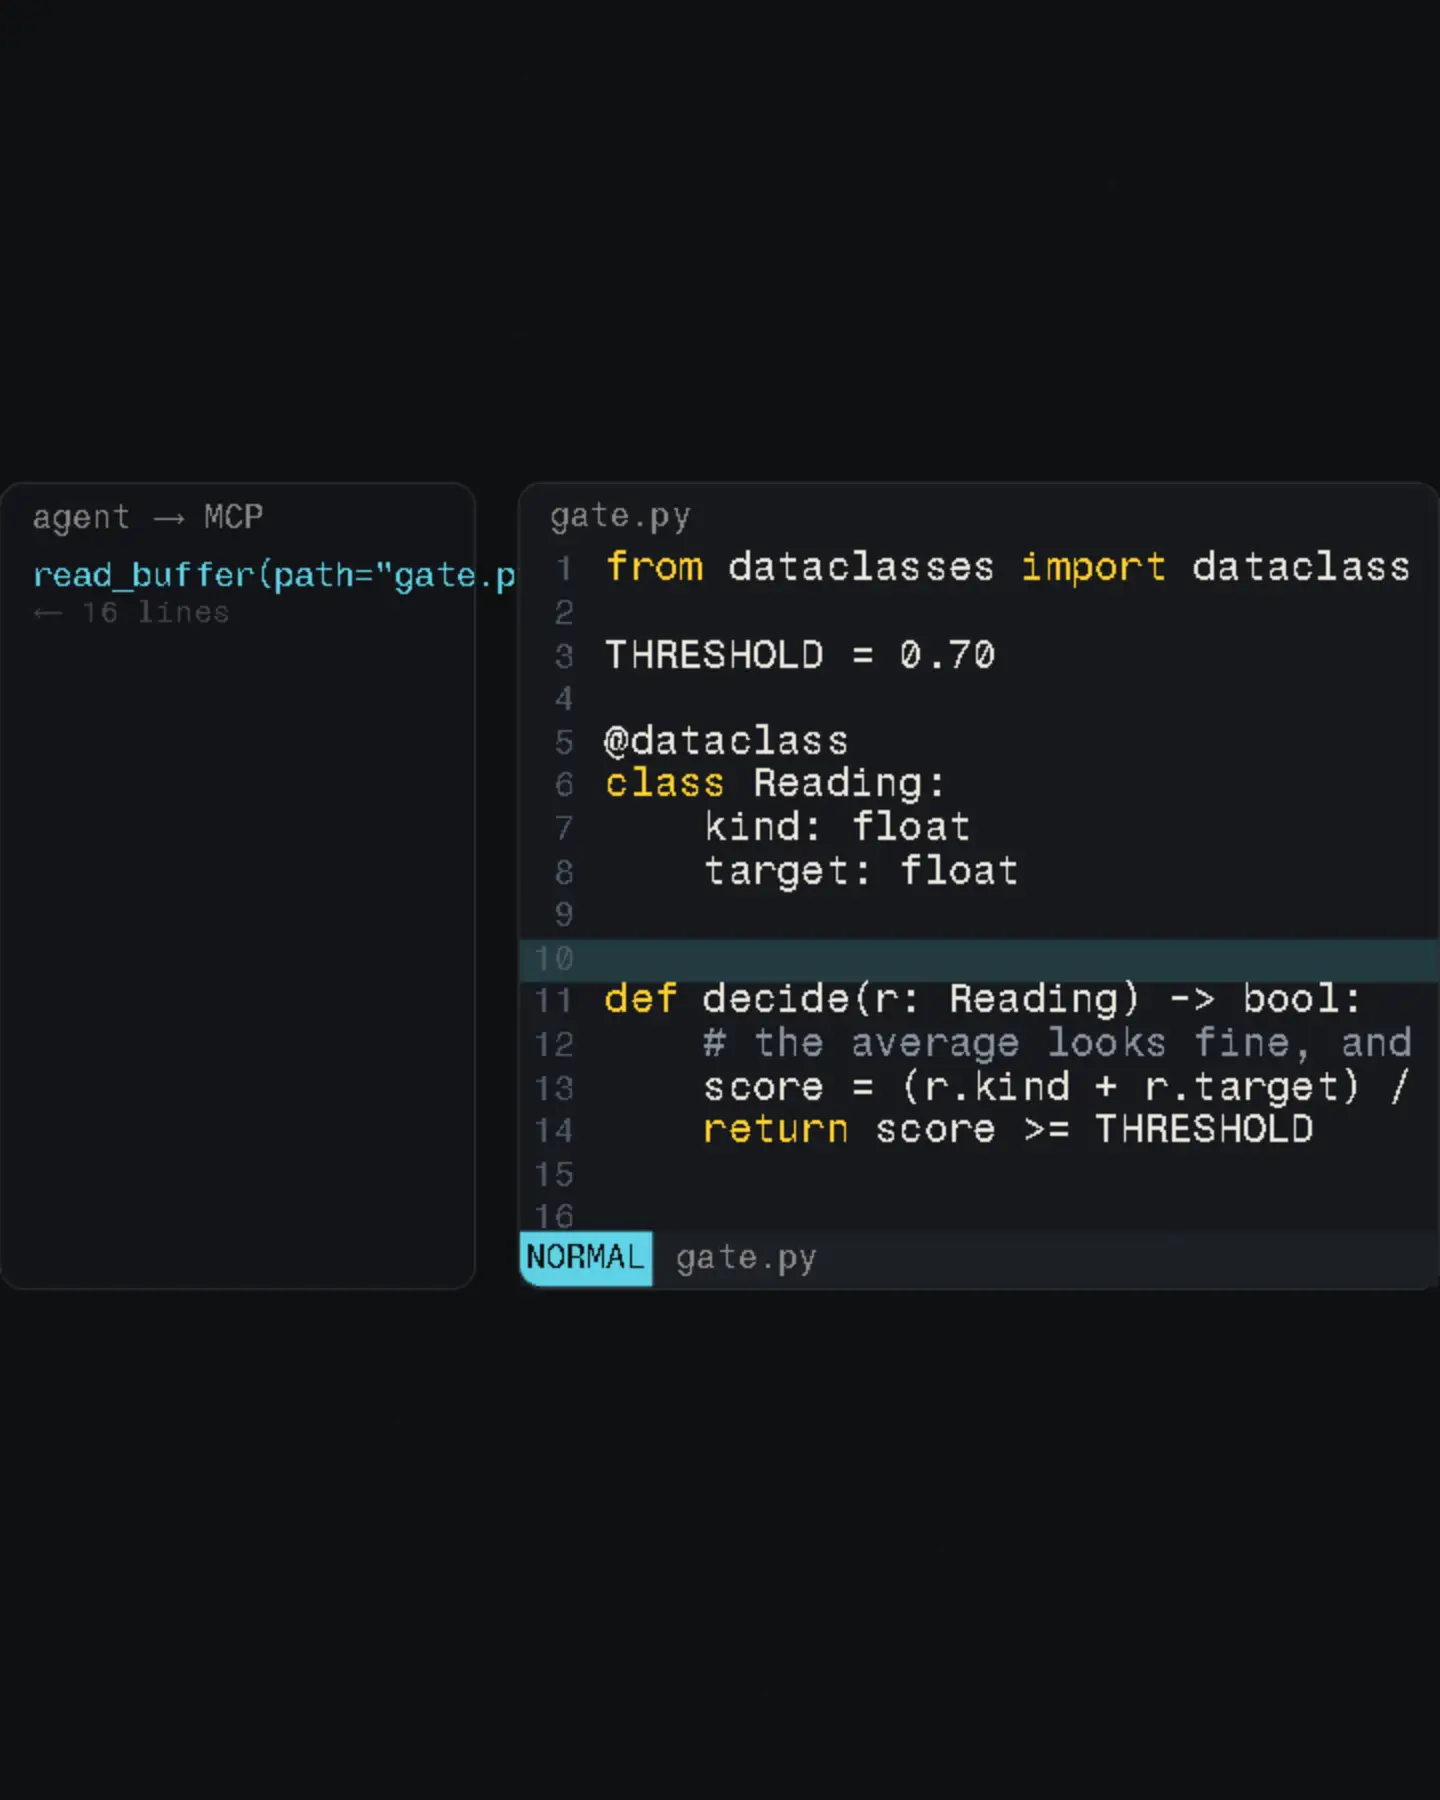 agent → MCP
read_buffer(path="gate.p
← 16 lines
gate.py
1 from dataclasses import dataclass
2
3 THRESHOLD = 0.70
4
5 @dataclass
6 class Reading:
7     kind: float
8     target: float
9
10
11 def decide(r: Reading) -> bool:
12     # the average looks fine, and
13     score = (r.kind + r.target) /
14     return score >= THRESHOLD
15
16
NORMAL gate.py